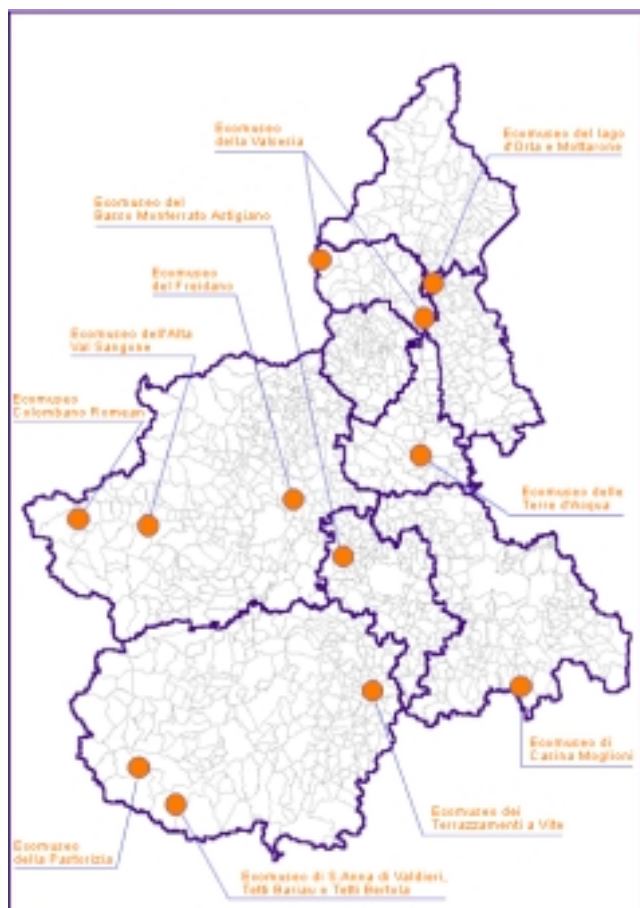 Ecomuseo
della Valsesia
Ecomuseo del lago
d'Orta e Mottarone
Ecomuseo del
Basso Monferrato Astigiano
Ecomuseo
del Freidano
Ecomuseo dell'Alta
Val Sangone
Ecomuseo
Colombano Romean
Ecomuseo delle
Terre d'Acqua
Ecomuseo di
Casina Moglioni
Ecomuseo dei
Terrazzamenti a Vite
Ecomuseo
della Pastorizia
Ecomuseo di S.Anna di Valdieri,
Tetti Bariau e Tetti Bertola